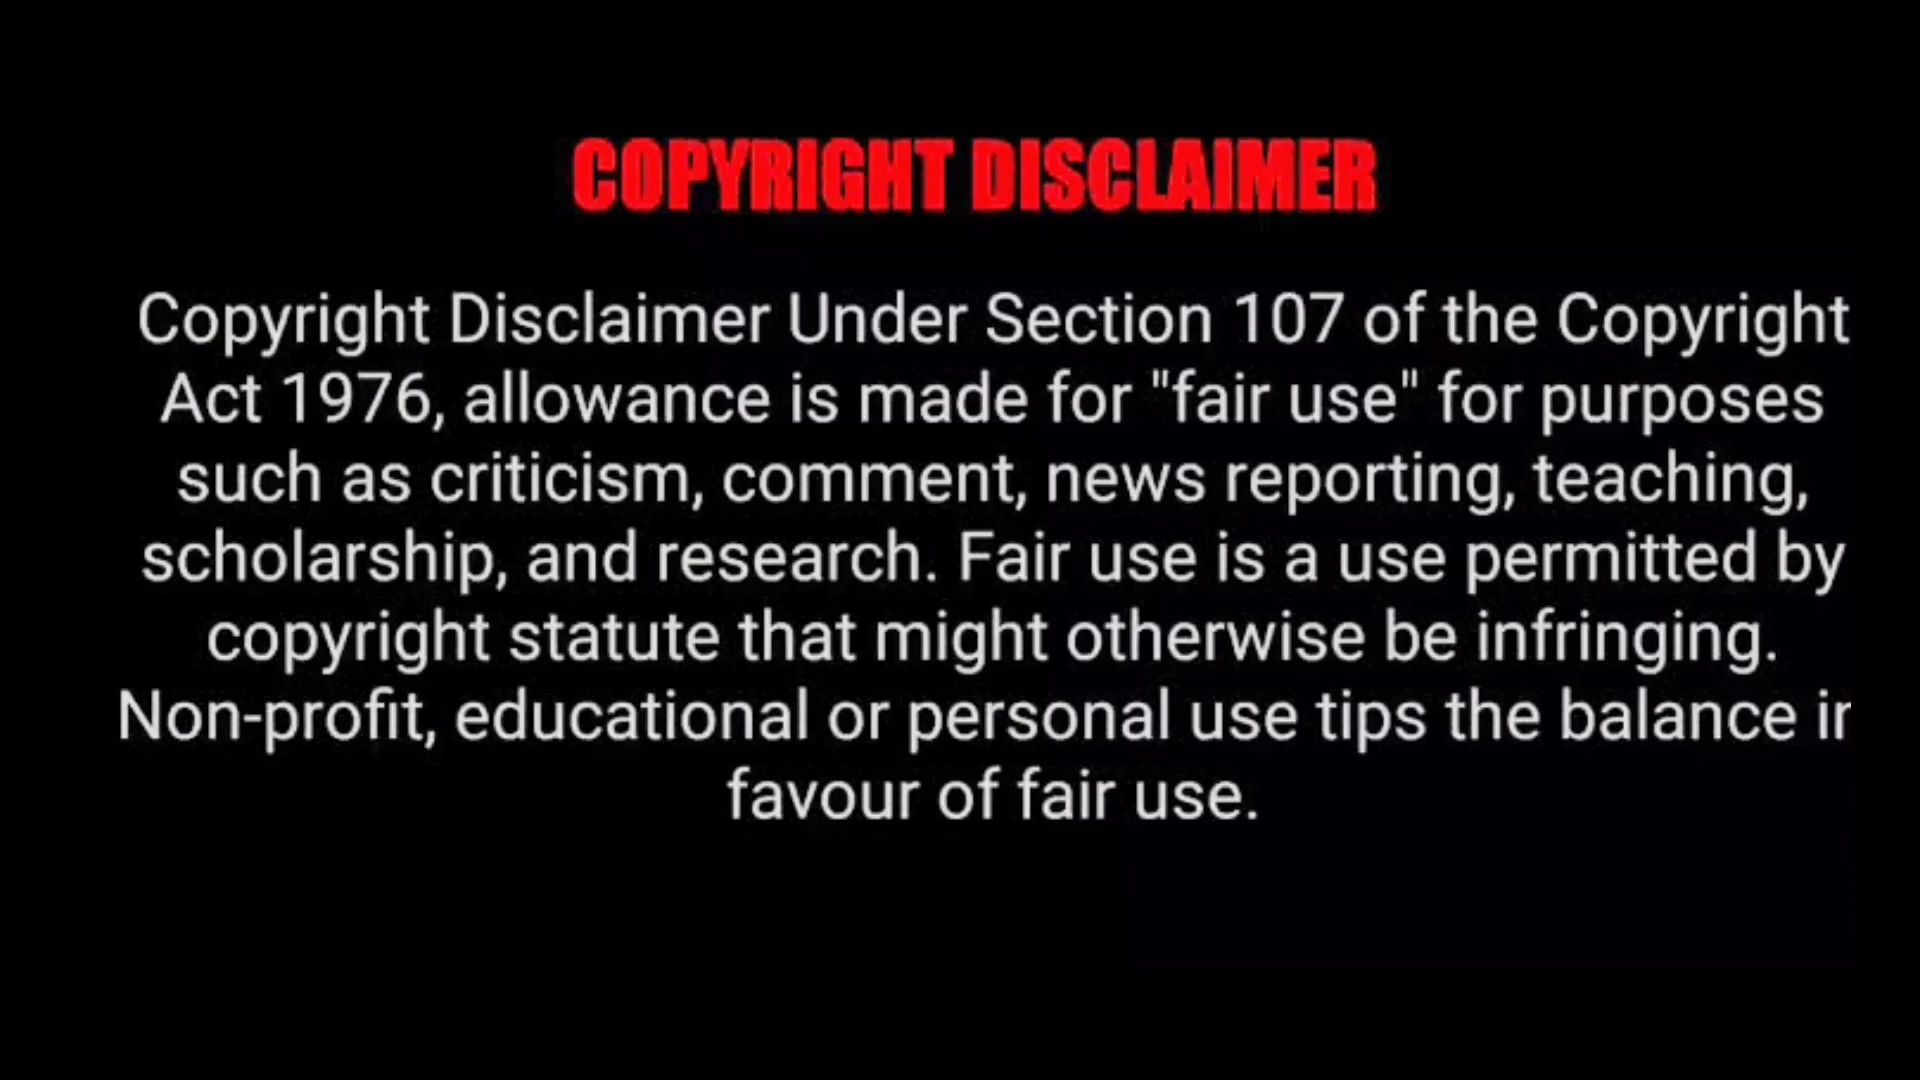 COPYRIGHT DISCLAIMER
Copyright Disclaimer Under Section 107 of the Copyright
Act 1976, allowance is made for "fair use" for purposes
such as criticism, comment, news reporting, teaching,
scholarship, and research. Fair use is a use permitted by
copyright statute that might otherwise be infringing.
Non-profit, educational or personal use tips the balance
favour of fair use.